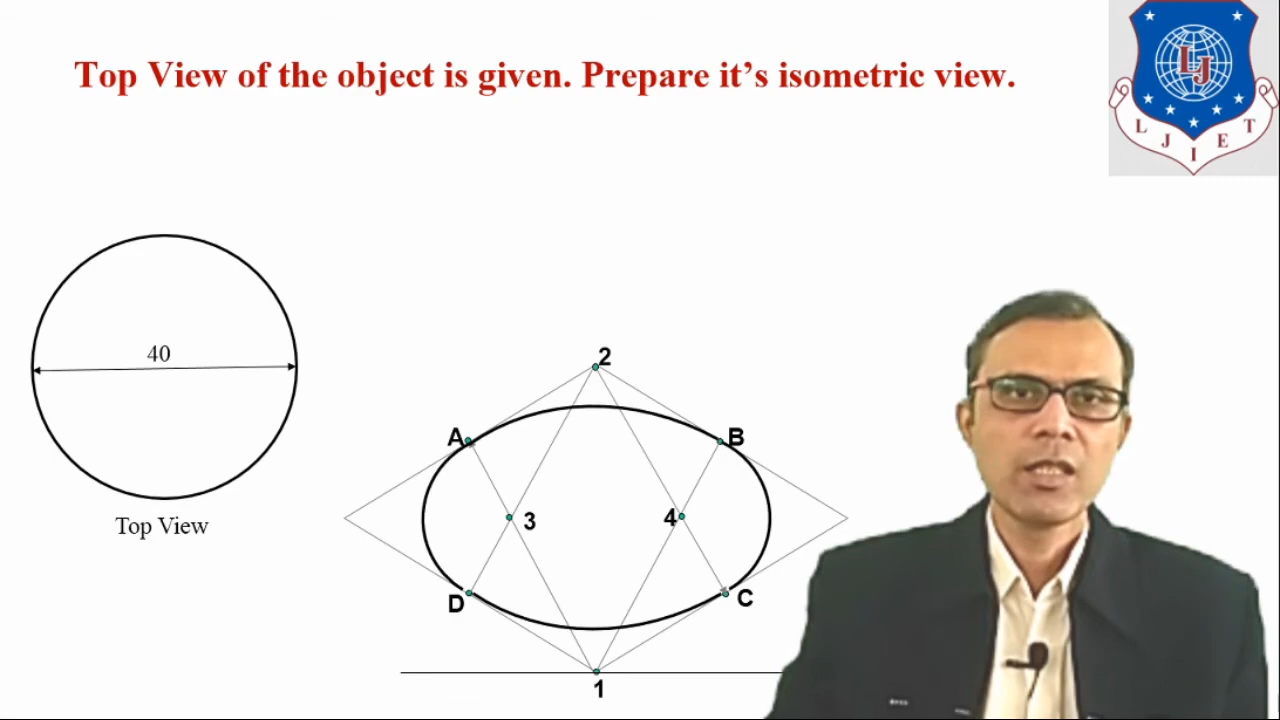 Top View of the object is given. Prepare it’s isometric view.
LJ
L J I E T
40
Top View
2
A
B
3
4
D
C
1